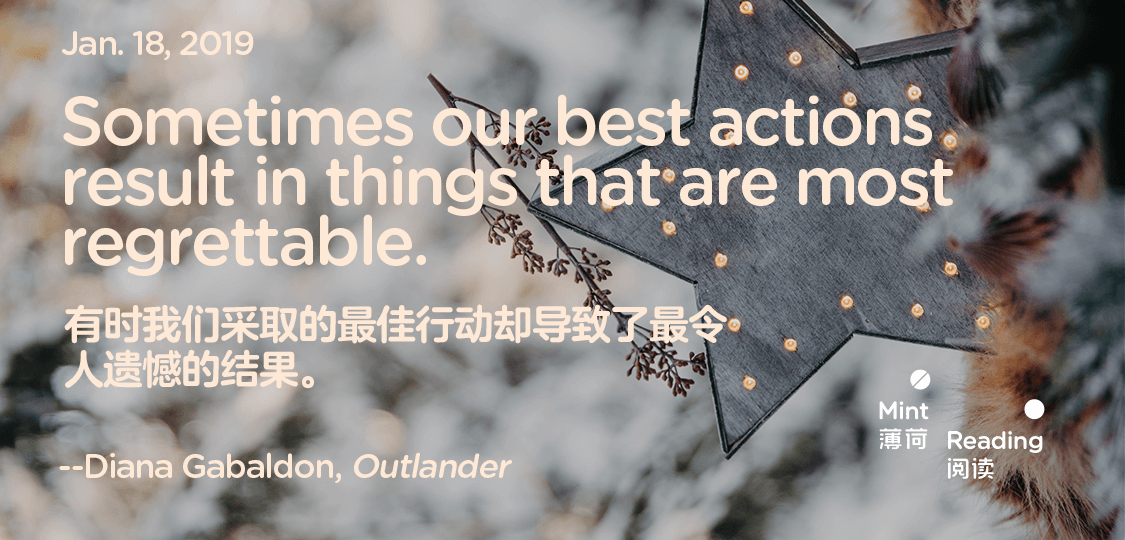 Jan. 18, 2019
Sometimes our best actions
result in things that are most
regrettable.
有时我们采取的最佳行动却导致了最令
人遗憾的结果。
--Diana Gabaldon, Outlander
Mint
薄荷
Reading
阅读